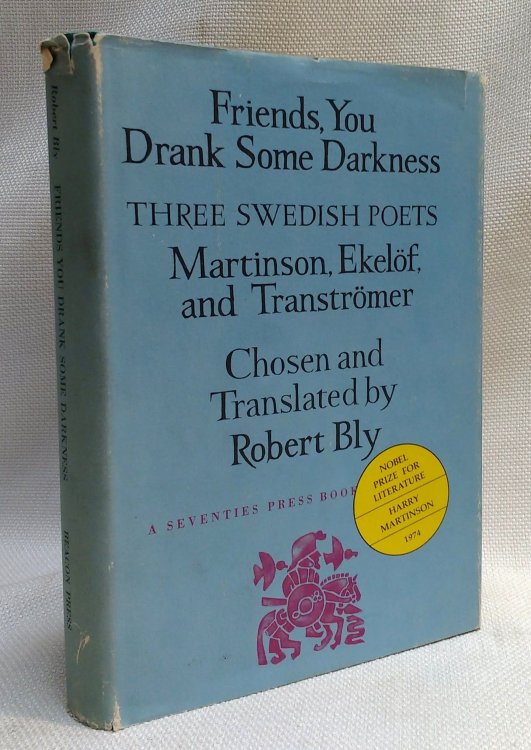 Friends, You
Drank Some Darkness
THREE SWEDISH POETS
Martinson, Ekelöf,
and Tranströmer
Chosen and
Translated by
Robert Bly
A SEVENTIES PRESS BOOK
NOBEL
PRIZE FOR
LITERATURE
HARRY
MARTINSON
1974
Robert Bly FRIENDS YOU DRANK SOME DARKNESS BEACON PRESS